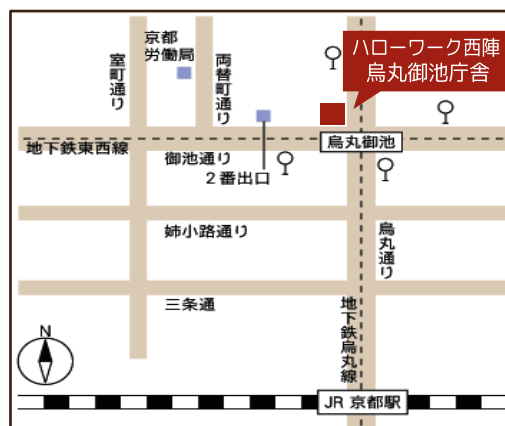 京都
労働局
室町通り
両替町通り
ハローワーク西陣
烏丸御池庁舎
地下鉄東西線
御池通り
烏丸御池
2番出口
姉小路通り
烏丸通り
三条通
地下鉄烏丸線
N
JR 京都駅